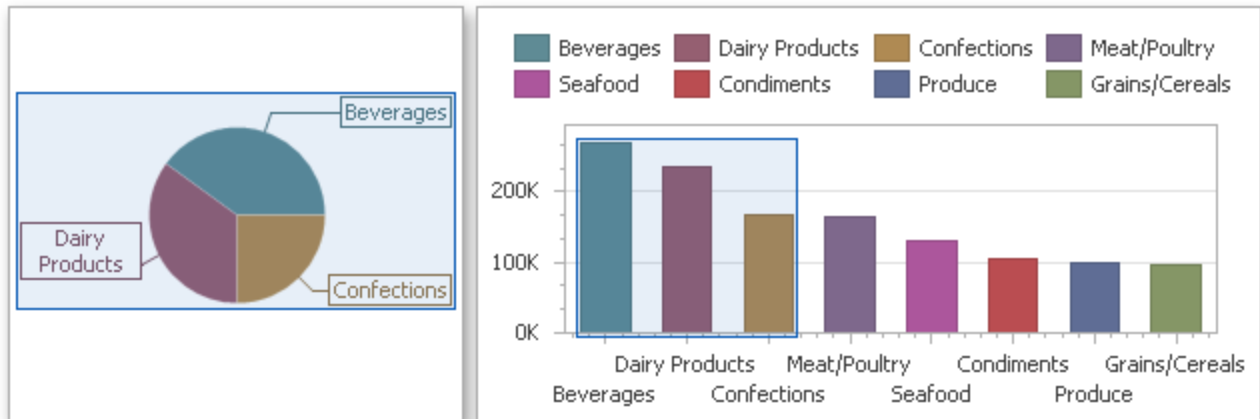 Beverages
Dairy
Products
Confections
Beverages Dairy Products Confections Meat/Poultry
Seafood Condiments Produce Grains/Cereals
200K
100K
0K
Dairy Products Meat/Poultry Condiments Grains/Cereals
Beverages Confections Seafood Produce